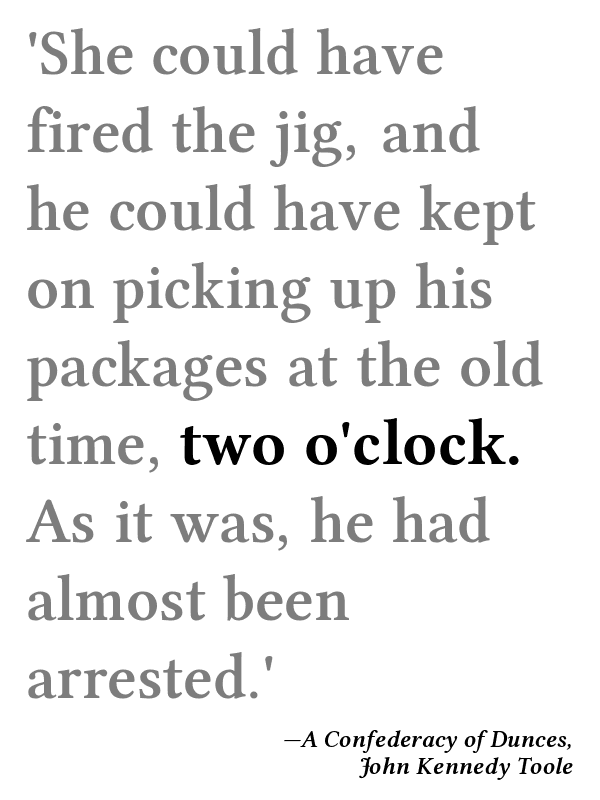 'She could have
fired the jig, and
he could have kept
on picking up his
packages at the old
time, two o'clock.
As it was, he had
almost been
arrested.'
—A Confederacy of Dunces,
John Kennedy Toole